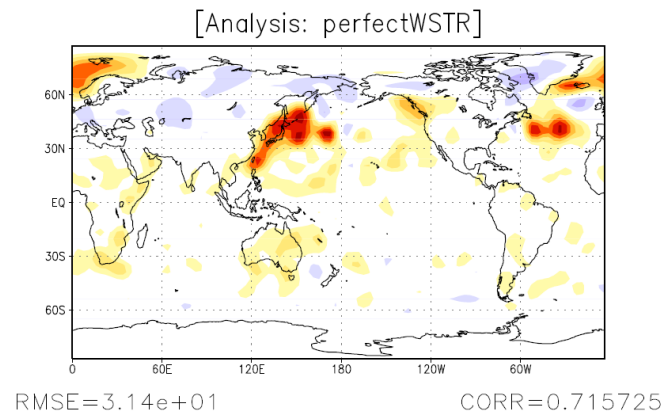 [Analysis: perfectWSTR]
60N
30N
EQ
30S
60S
0 60E 120E 180 120W 60W
RMSE=3.14e+01 CORR=0.715725